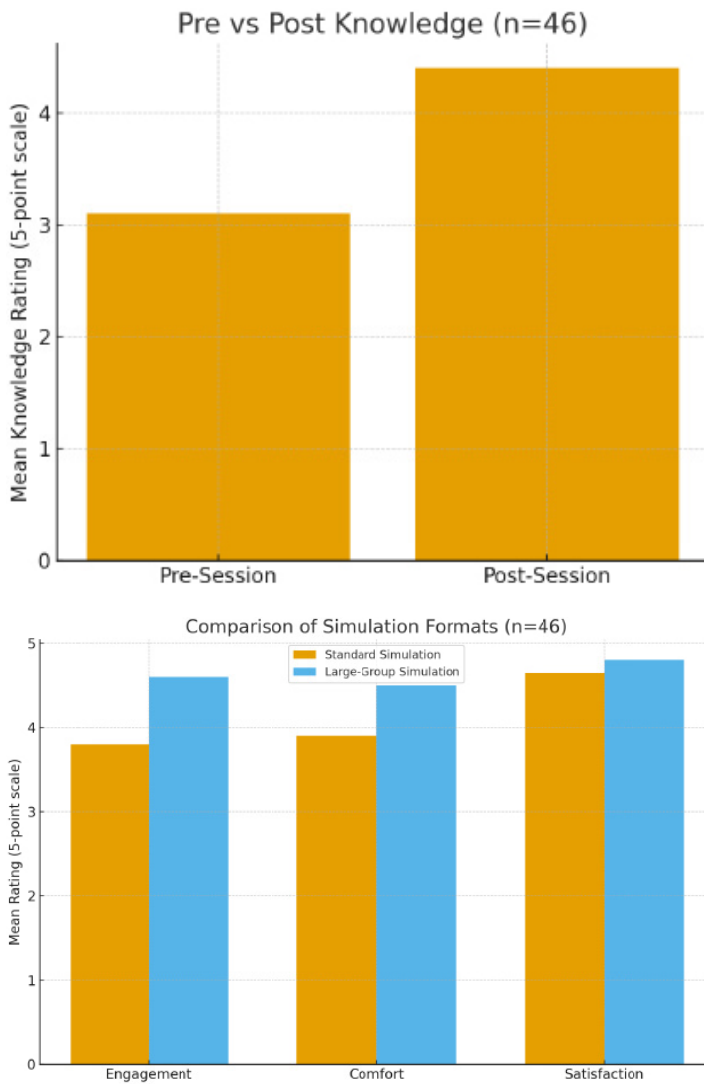 Pre vs Post Knowledge (n=46)
Mean Knowledge Rating (5-point scale)
4
3
2
1
0
Pre-Session
Post-Session
Comparison of Simulation Formats (n=46)
Standard Simulation
Large-Group Simulation
Mean Rating (5-point scale)
5
4
3
2
1
0
Engagement
Comfort
Satisfaction